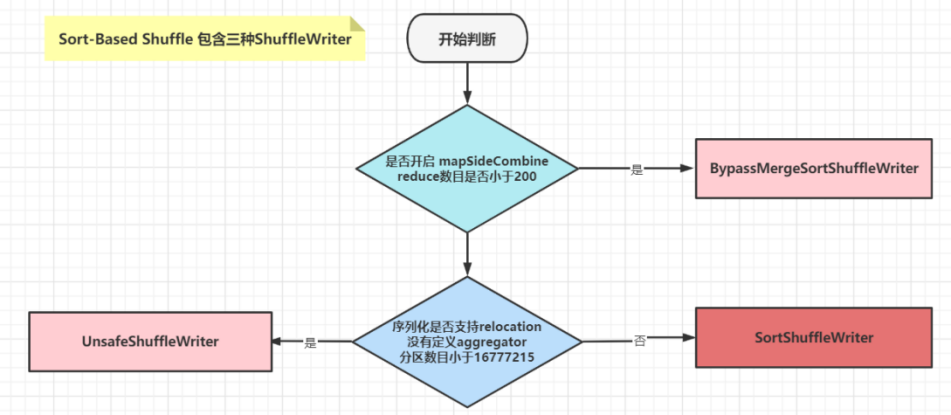 Sort-Based Shuffle 包含三种ShuffleWriter
开始判断
是否开启 mapSideCombine
reduce数目是否小于200
是
BypassMergeSortShuffleWriter
序列化是否支持relocation
没有定义aggregator
分区数目小于16777215
是
UnsafeShuffleWriter
否
SortShuffleWriter